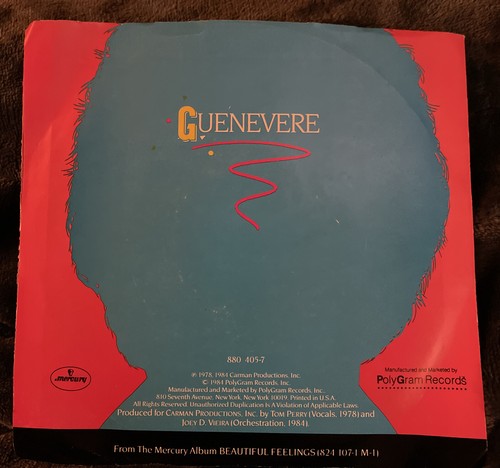 GUENEVERE
880 405-7
℗ 1978, 1984 Carman Productions, Inc.
© 1984 PolyGram Records, Inc.
Manufactured and Marketed by PolyGram Records, Inc.
810 Seventh Avenue, New York, New York 10019. Printed in U.S.A.
All Rights Reserved. Unauthorized Duplication is A Violation of Applicable Laws.
Produced for CARMAN PRODUCTIONS, INC. by TOM PERRY (Vocals, 1978) and
JOEY D. VIEIRA (Orchestration, 1984).
mercury
Manufactured and Marketed by
PolyGram Records
From The Mercury Album BEAUTIFUL FEELINGS (824 107-1 M-1)